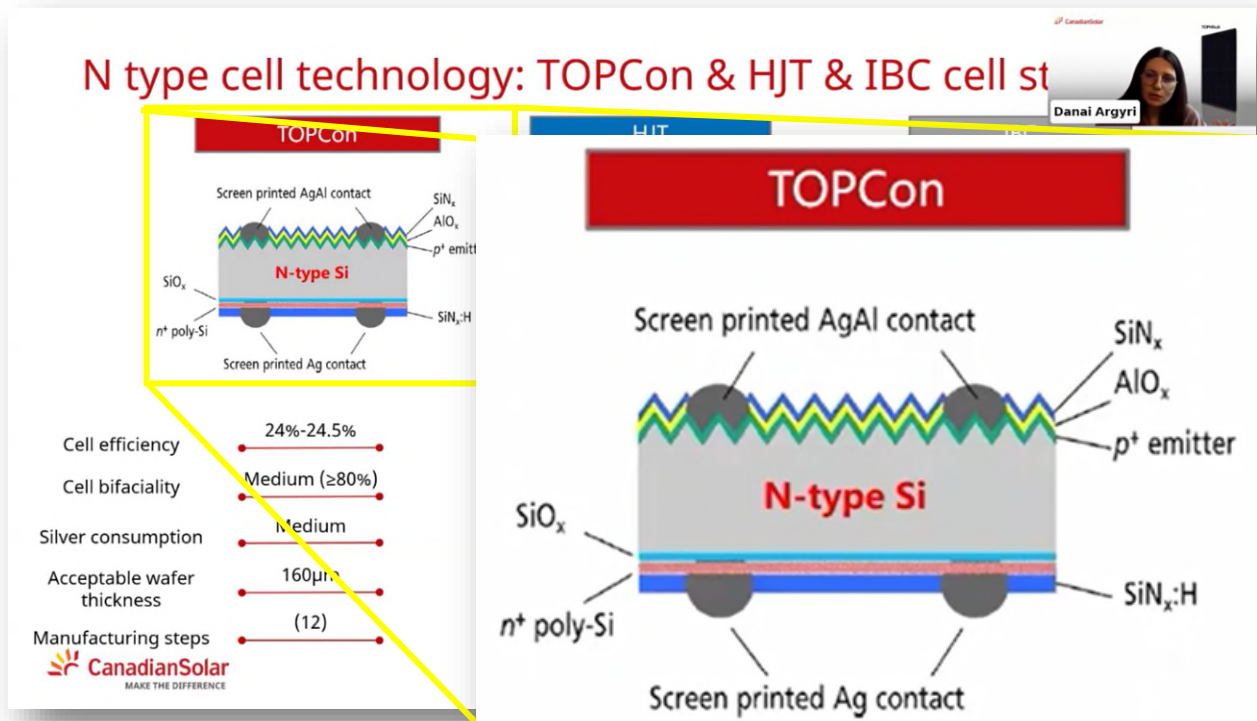 N type cell technology: TOPCon & HJT & IBC cell st
CanadianSolar
Danai Argyri
TOPCon
HJT
IBC
Screen printed AgAl contact
SiNx
AlOx
p+ emitt
N-type Si
SiOx
n+ poly-Si
SiNx:H
Screen printed Ag contact
Cell efficiency
24%-24.5%
Cell bifaciality
Medium (≥80%)
Silver consumption
Medium
Acceptable wafer
thickness
160μm
Manufacturing steps
(12)
CanadianSolar
MAKE THE DIFFERENCE
TOPCon
Screen printed AgAl contact
SiNx
AlOx
p+ emitter
N-type Si
SiOx
n+ poly-Si
SiNx:H
Screen printed Ag contact